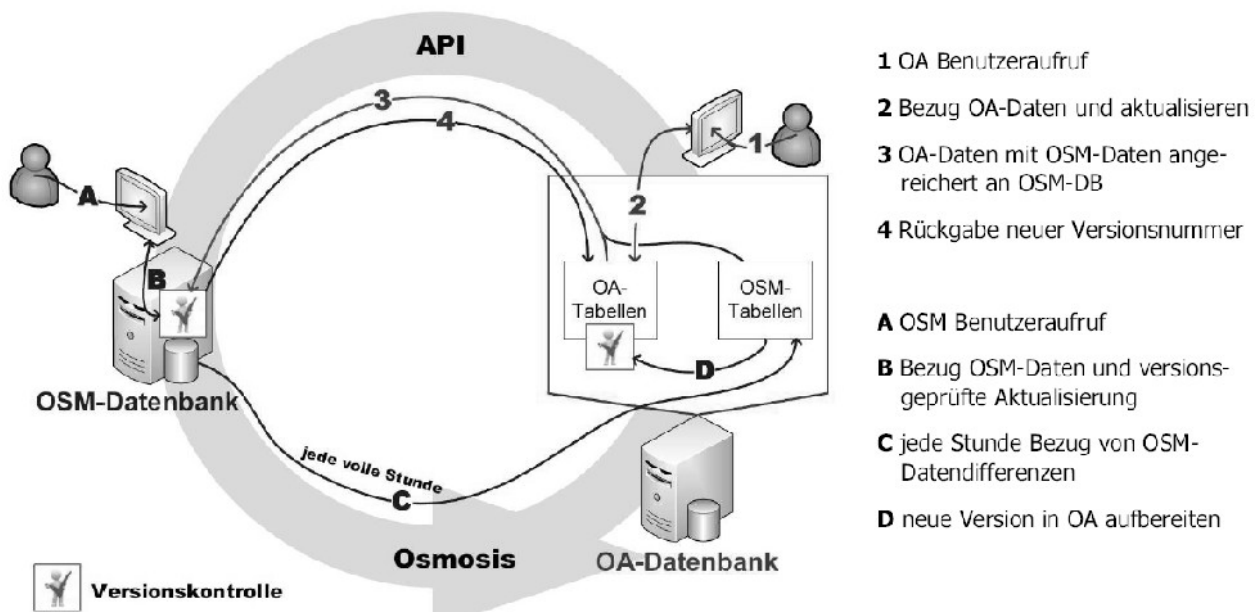 API
3
4
1
2
A
B
OA-
Tabellen
OSM-
Tabellen
D
OSM-Datenbank
jede volle Stunde
C
Osmosis
OA-Datenbank
Versionskontrolle
1 OA Benutzeraufruf
2 Bezug OA-Daten und aktualisieren
3 OA-Daten mit OSM-Daten ange-
reichert an OSM-DB
4 Rückgabe neuer Versionsnummer
A OSM Benutzeraufruf
B Bezug OSM-Daten und versions-
geprüfte Aktualisierung
C jede Stunde Bezug von OSM-
Datendifferenzen
D neue Version in OA aufbereiten